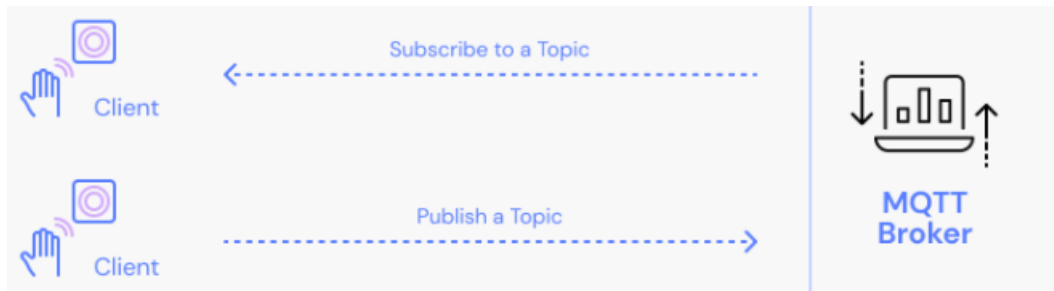 Subscribe to a Topic
Client
Publish a Topic
Client
MQTT
Broker